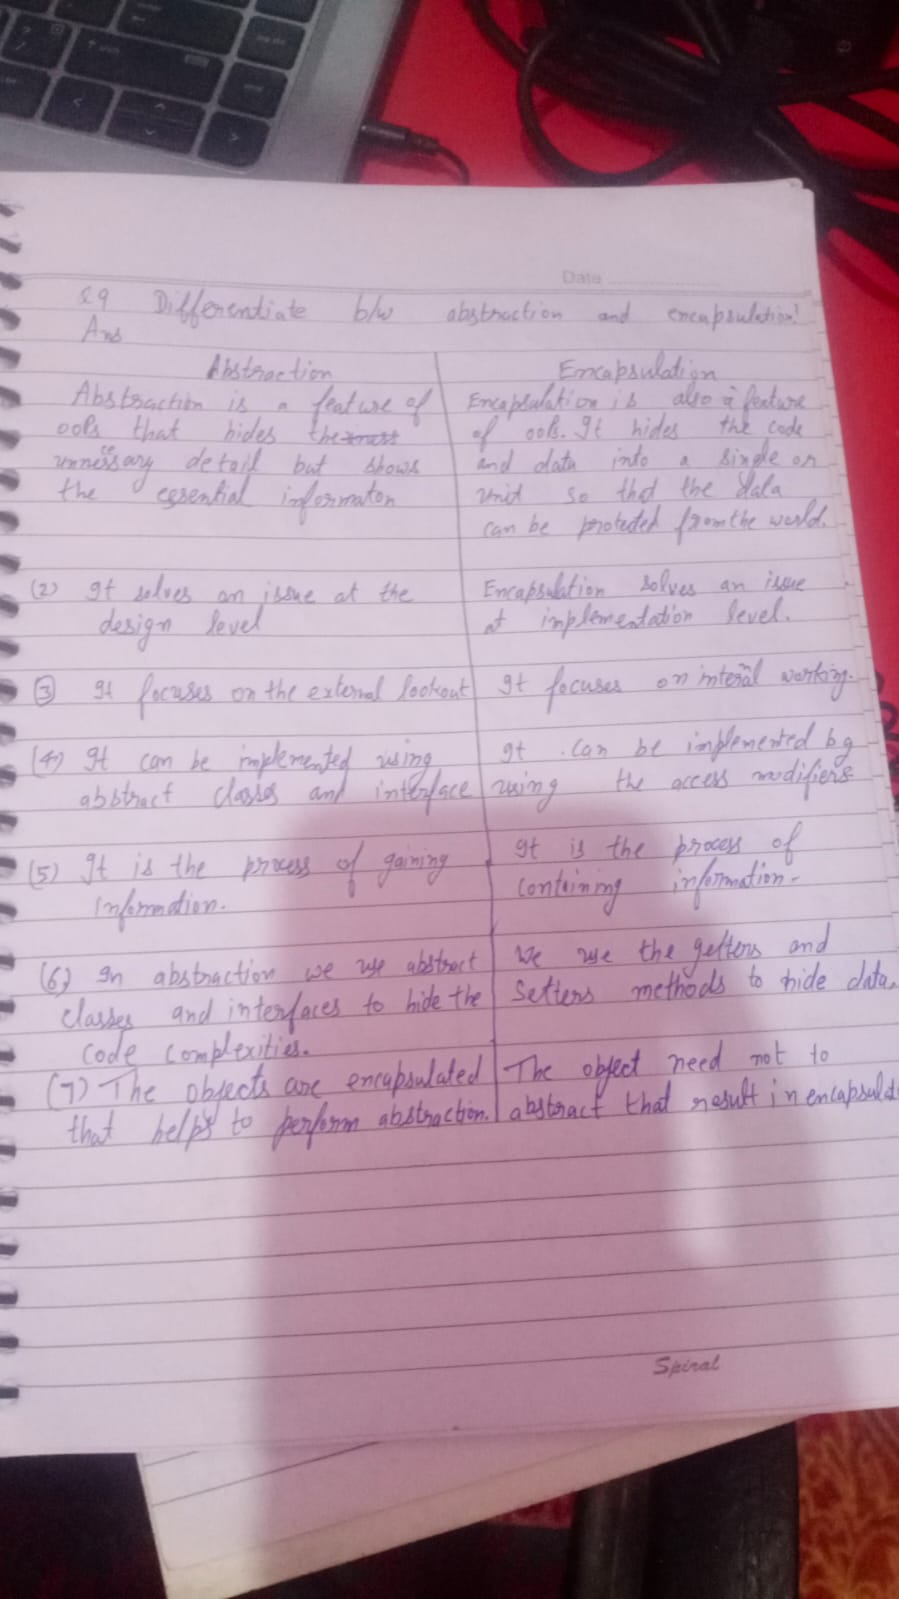 Date
Q9 Differentiate b/w abstraction and encapsulation?
Ans
Abstraction
Abstraction is a feature of
OOPs that hides the
unnecessary detail but shows
the essential informaton
Encapsulation
Encapsulation is also a feature
of OOPs. It hides the code
and data into a single on
unit so that the data
can be protected from the world.
(2) It solves an issue at the
design level
Encapsulation solves an issue
at implementation level.
(3) It focuses on the external lookout
It focuses on internal working.
(4) It can be implemented using
abstract classes and interface
It can be implemented by
using the access modifiers
(5) It is the process of gaining
information.
It is the process of
containing information.
(6) In abstraction we use abstract
classes and interfaces to hide the
code complexities.
We use the getters and
setters methods to hide data.
(7) The objects are encapsulated
that helps to perform abstraction.
The object need not to
abstract that result in encapsulat
Spiral